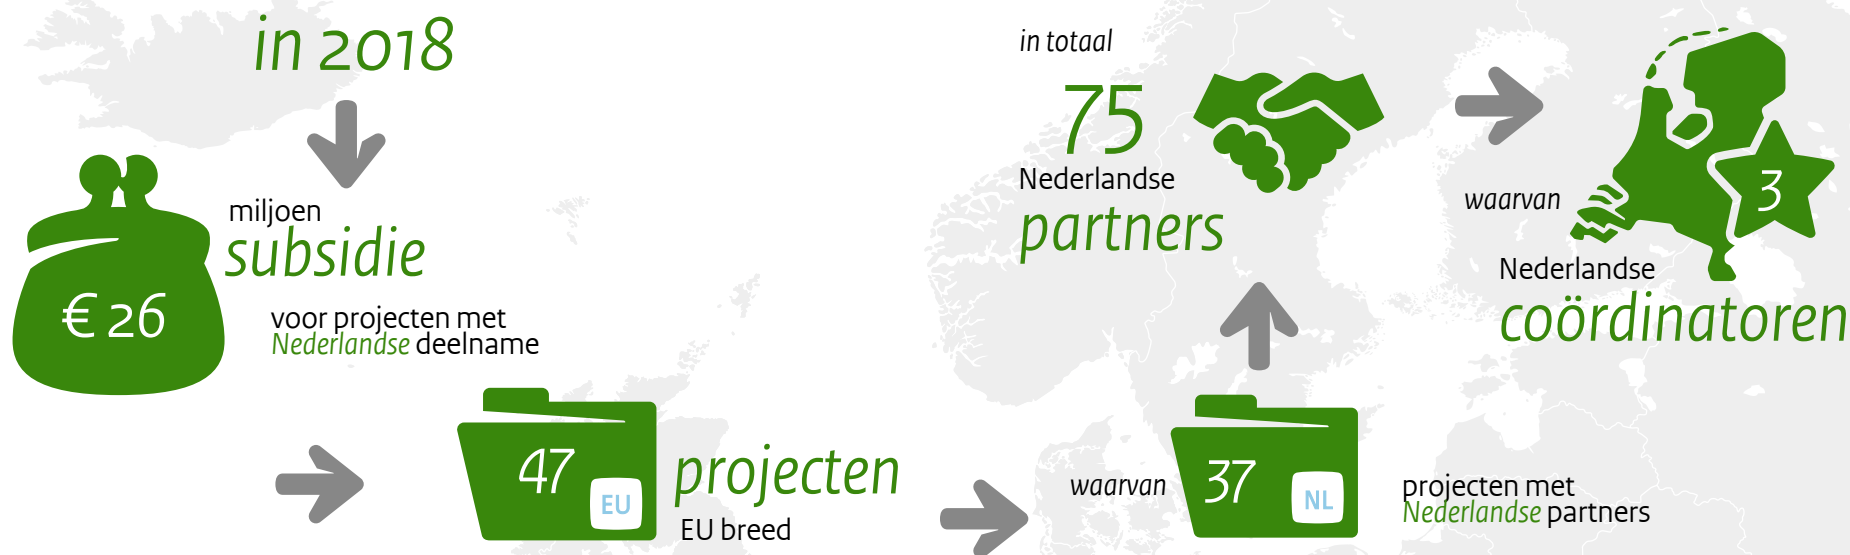 in 2018
€ 26
miljoen
subsidie
voor projecten met
Nederlandse deelname
47
EU
projecten
EU breed
waarvan
37
NL
projecten met
Nederlandse partners
in totaal
75
Nederlandse
partners
waarvan
3
Nederlandse
coördinatoren